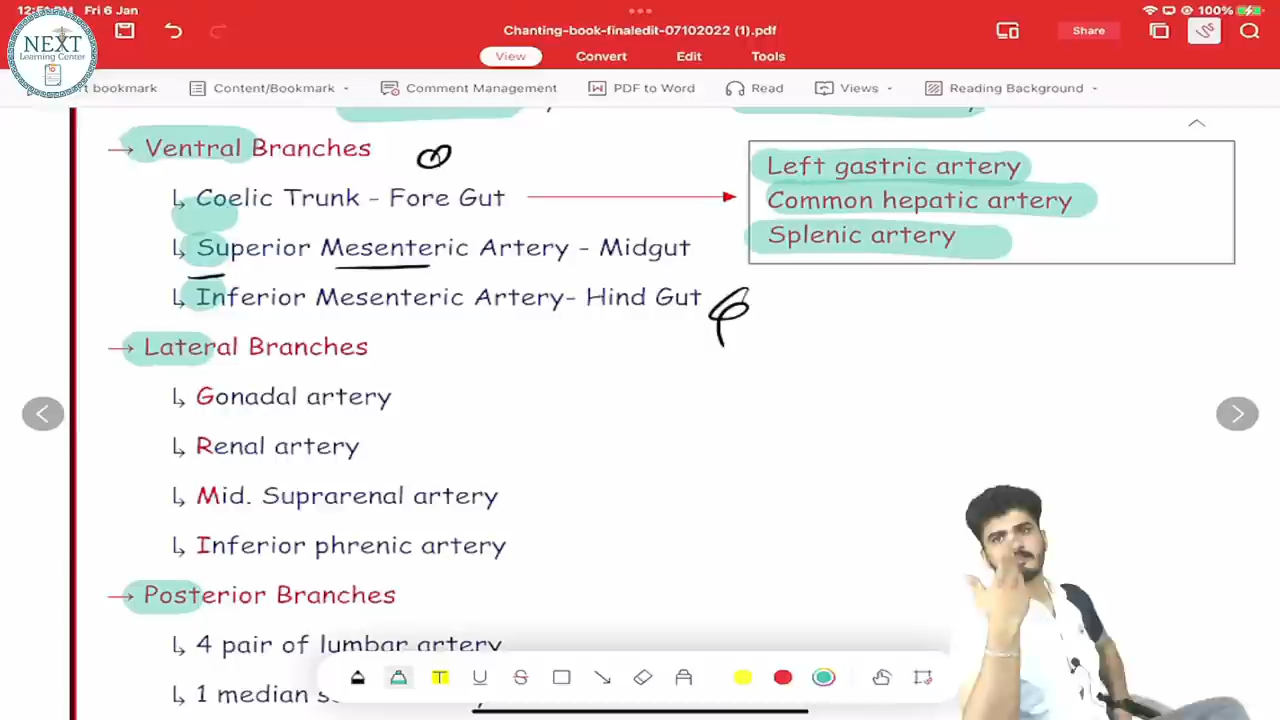 12:5 PM Fri 6 Jan
100%
NEXT
Learning Center
Chanting-book-finaledit-07102022 (1).pdf
Share
View
Convert
Edit
Tools
t bookmark
Content/Bookmark
Comment Management
PDF to Word
Read
Views
Reading Background
→ Ventral Branches
Coelic Trunk - Fore Gut
Superior Mesenteric Artery - Midgut
Inferior Mesenteric Artery- Hind Gut
Left gastric artery
Common hepatic artery
Splenic artery
→ Lateral Branches
Gonadal artery
Renal artery
Mid. Suprarenal artery
Inferior phrenic artery
→ Posterior Branches
4 pair of lumbar artery
1 median s